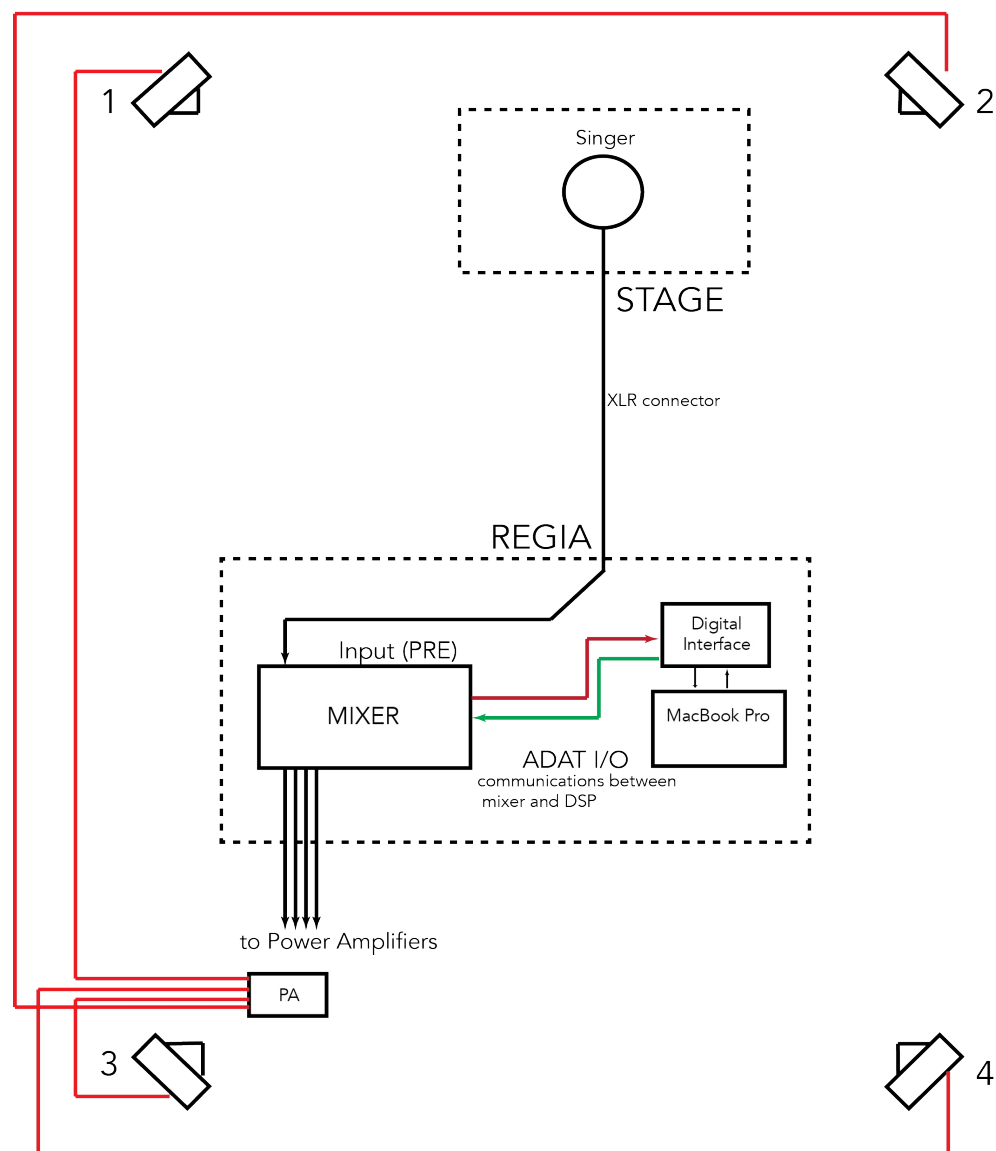 1
2
Singer
STAGE
XLR connector
REGIA
Digital
Interface
Input (PRE)
MIXER
MacBook Pro
ADAT I/O
communications between
mixer and DSP
to Power Amplifiers
PA
3
4